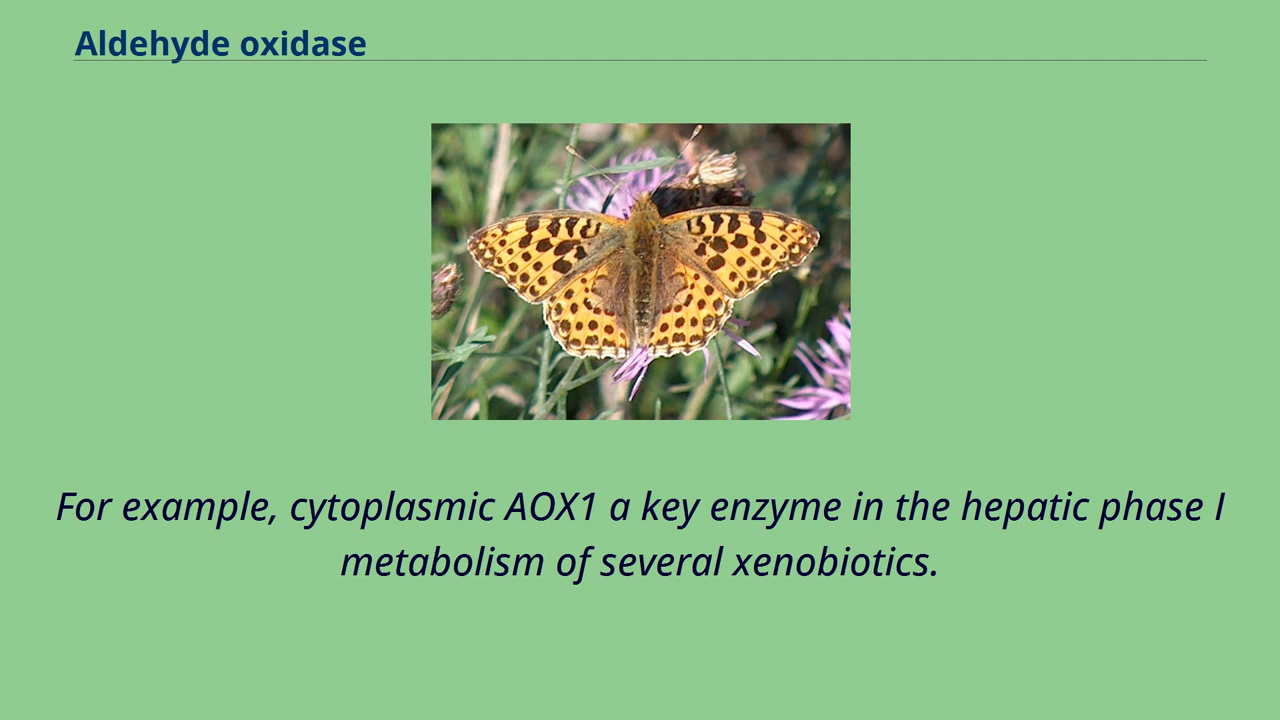 Aldehyde oxidase
For example, cytoplasmic AOX1 a key enzyme in the hepatic phase I
metabolism of several xenobiotics.